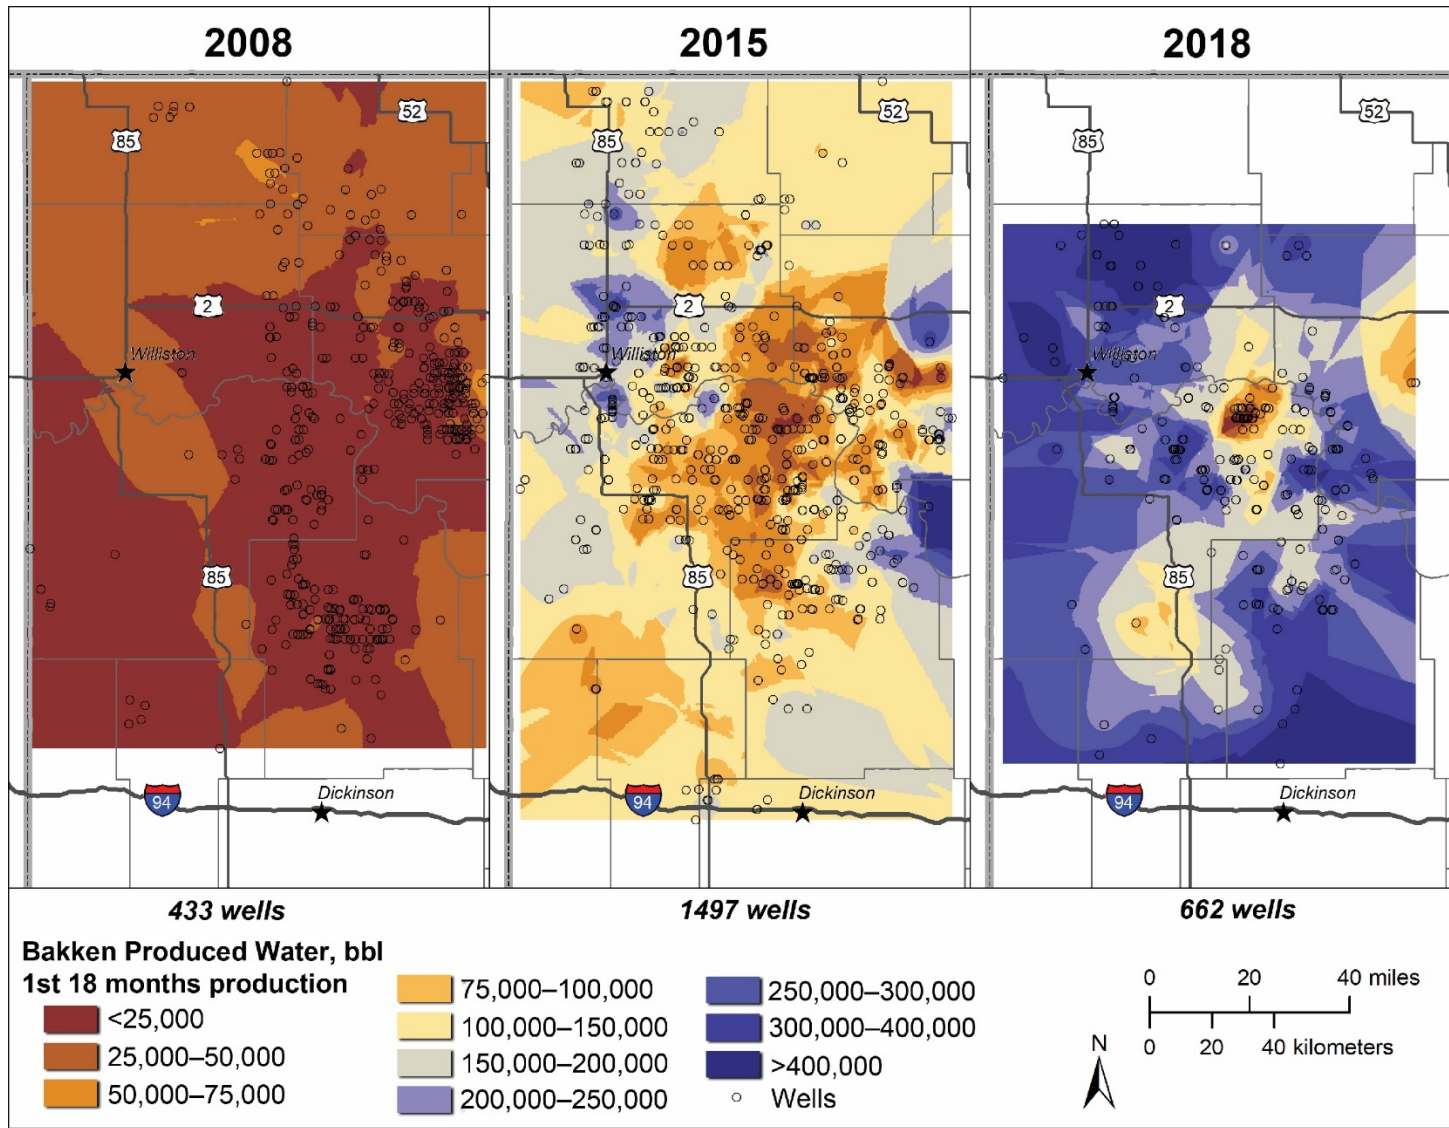 2008
52
85
2
Williston
85
94
Dickinson
433 wells
2015
52
85
2
Williston
85
94
Dickinson
1497 wells
2018
52
85
2
Williston
85
94
Dickinson
662 wells
Bakken Produced Water, bbl
1st 18 months production
<25,000
25,000–50,000
50,000–75,000
75,000–100,000
100,000–150,000
150,000–200,000
200,000–250,000
250,000–300,000
300,000–400,000
>400,000
Wells
0 20 40 miles
0 20 40 kilometers
N